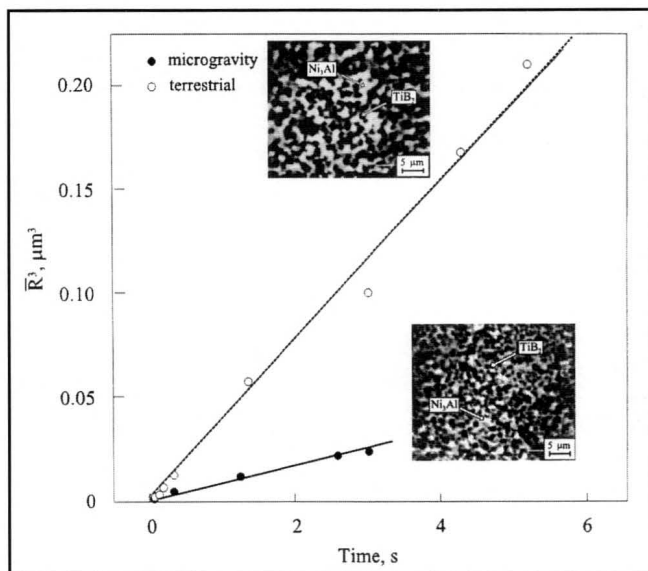 ● microgravity
○ terrestrial
Ni₃Al
TiB₂
5 μm
TiB₂
Ni₃Al
5 μm
0.20
0.15
0.10
0.05
0
R̅³, μm³
0 2 4 6
Time, s